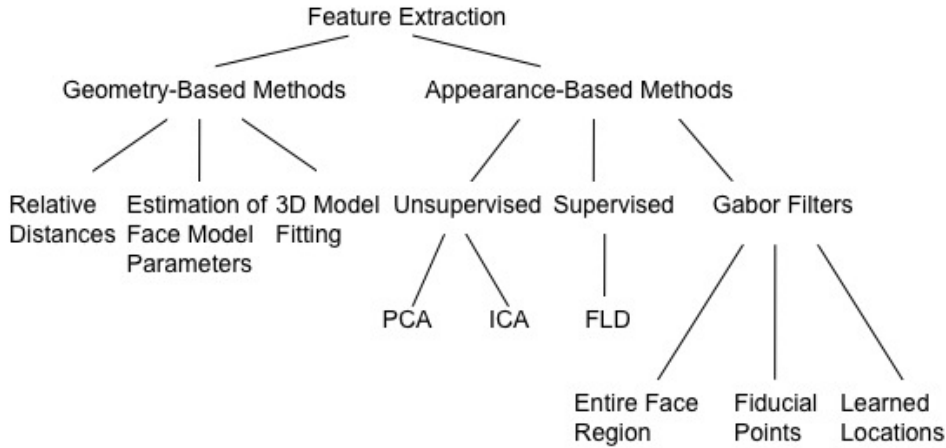 Feature Extraction
Geometry-Based Methods
Appearance-Based Methods
Relative
Distances
Estimation of
Face Model
Parameters
3D Model
Fitting
Unsupervised
Supervised
Gabor Filters
PCA
ICA
FLD
Entire Face
Region
Fiducial
Points
Learned
Locations